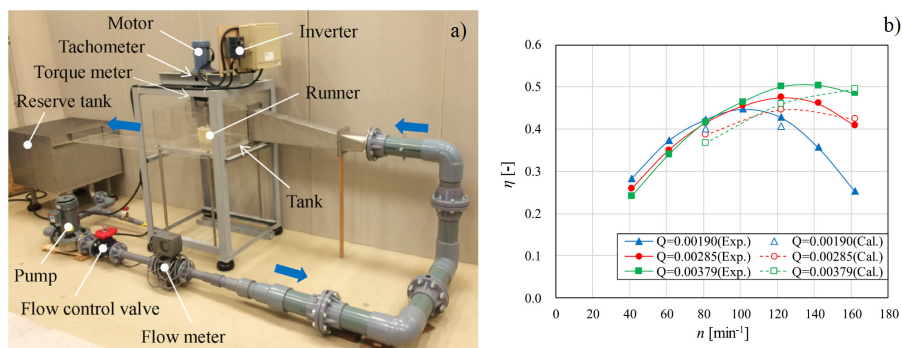 a)
Motor
Inverter
Tachometer
Torque meter
Runner
Reserve tank
Tank
Pump
Flow control valve
Flow meter
b)
η [-]
0.6
0.5
0.4
0.3
0.2
0.1
0.0
Q=0.00190(Exp.) Q=0.00190(Cal.)
Q=0.00285(Exp.) Q=0.00285(Cal.)
Q=0.00379(Exp.) Q=0.00379(Cal.)
0 20 40 60 80 100 120 140 160 180
n [min⁻¹]